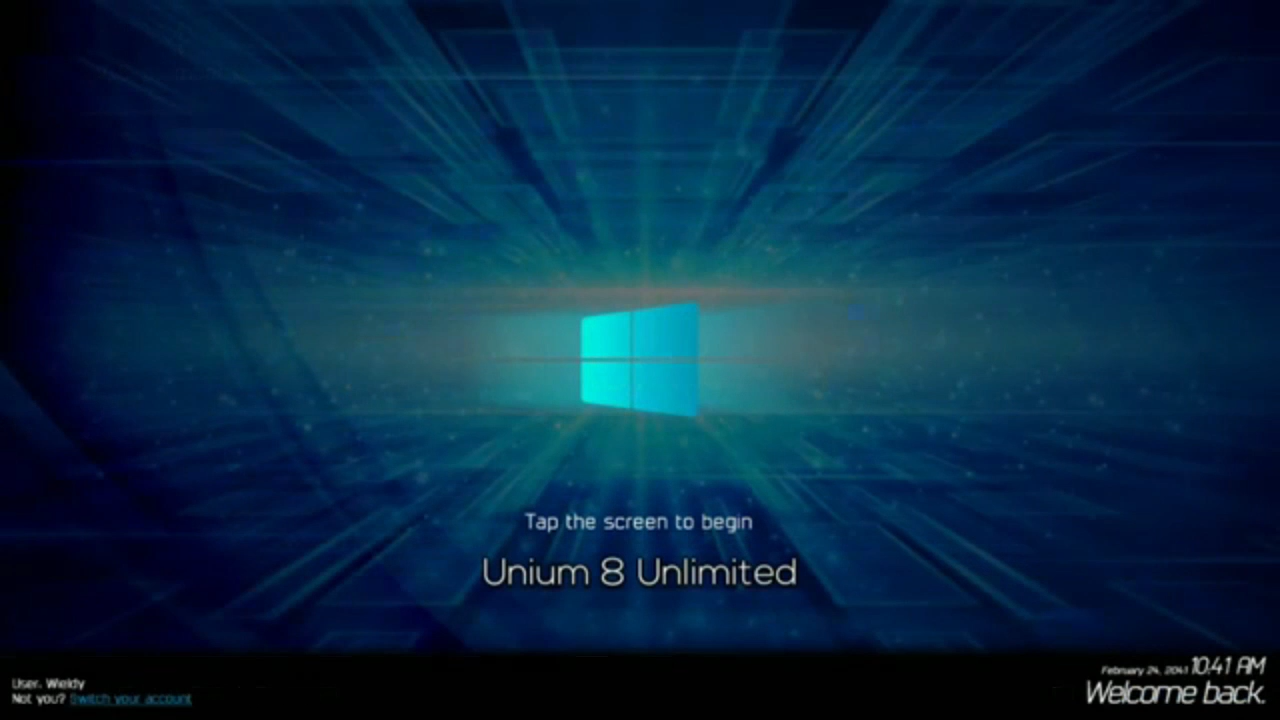 Tap the screen to begin
Unium 8 Unlimited
User. Wieldy
Not you? Switch your account
February 24, 2041 10:41 AM
Welcome back.